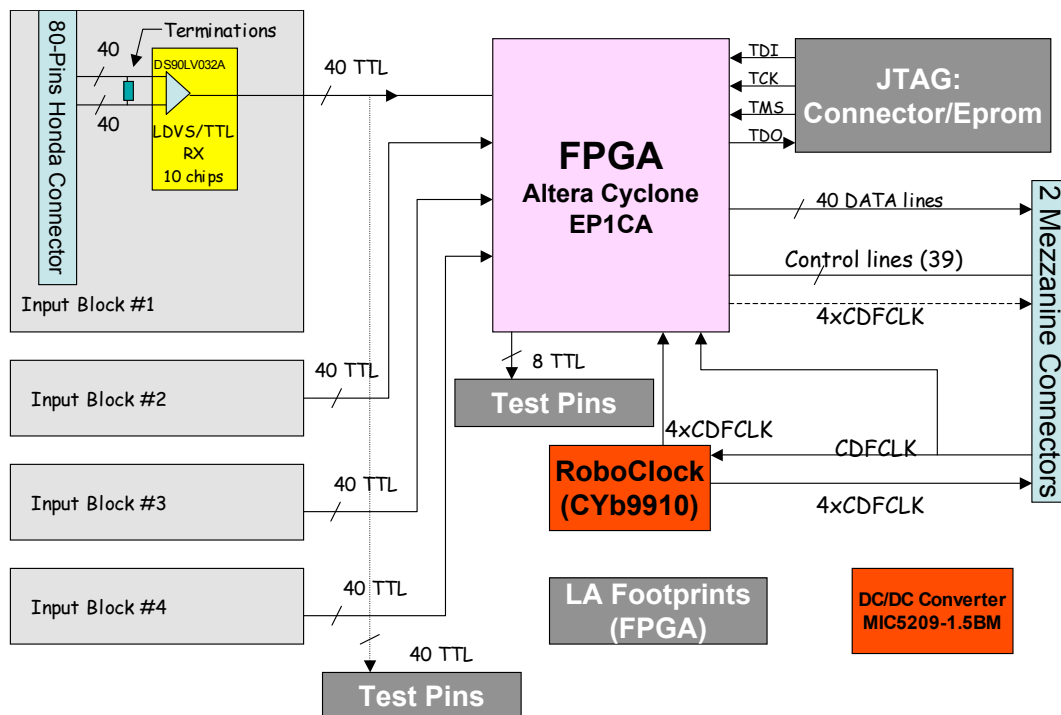 80-Pins Honda Connector
40
40
Terminations
DS90LV032A
LDVS/TTL
RX
10 chips
Input Block #1
40 TTL
FPGA
Altera Cyclone
EP1CA
TDI
TCK
TMS
TDO
JTAG:
Connector/Eprom
2 Mezzanine Connectors
40 DATA lines
Control lines (39)
4xCDFCLK
8 TTL
Test Pins
Input Block #2
40 TTL
Input Block #3
40 TTL
Input Block #4
40 TTL
4xCDFCLK
CDFCLK
RoboClock
(CYb9910)
4xCDFCLK
LA Footprints
(FPGA)
DC/DC Converter
MIC5209-1.5BM
40 TTL
Test Pins